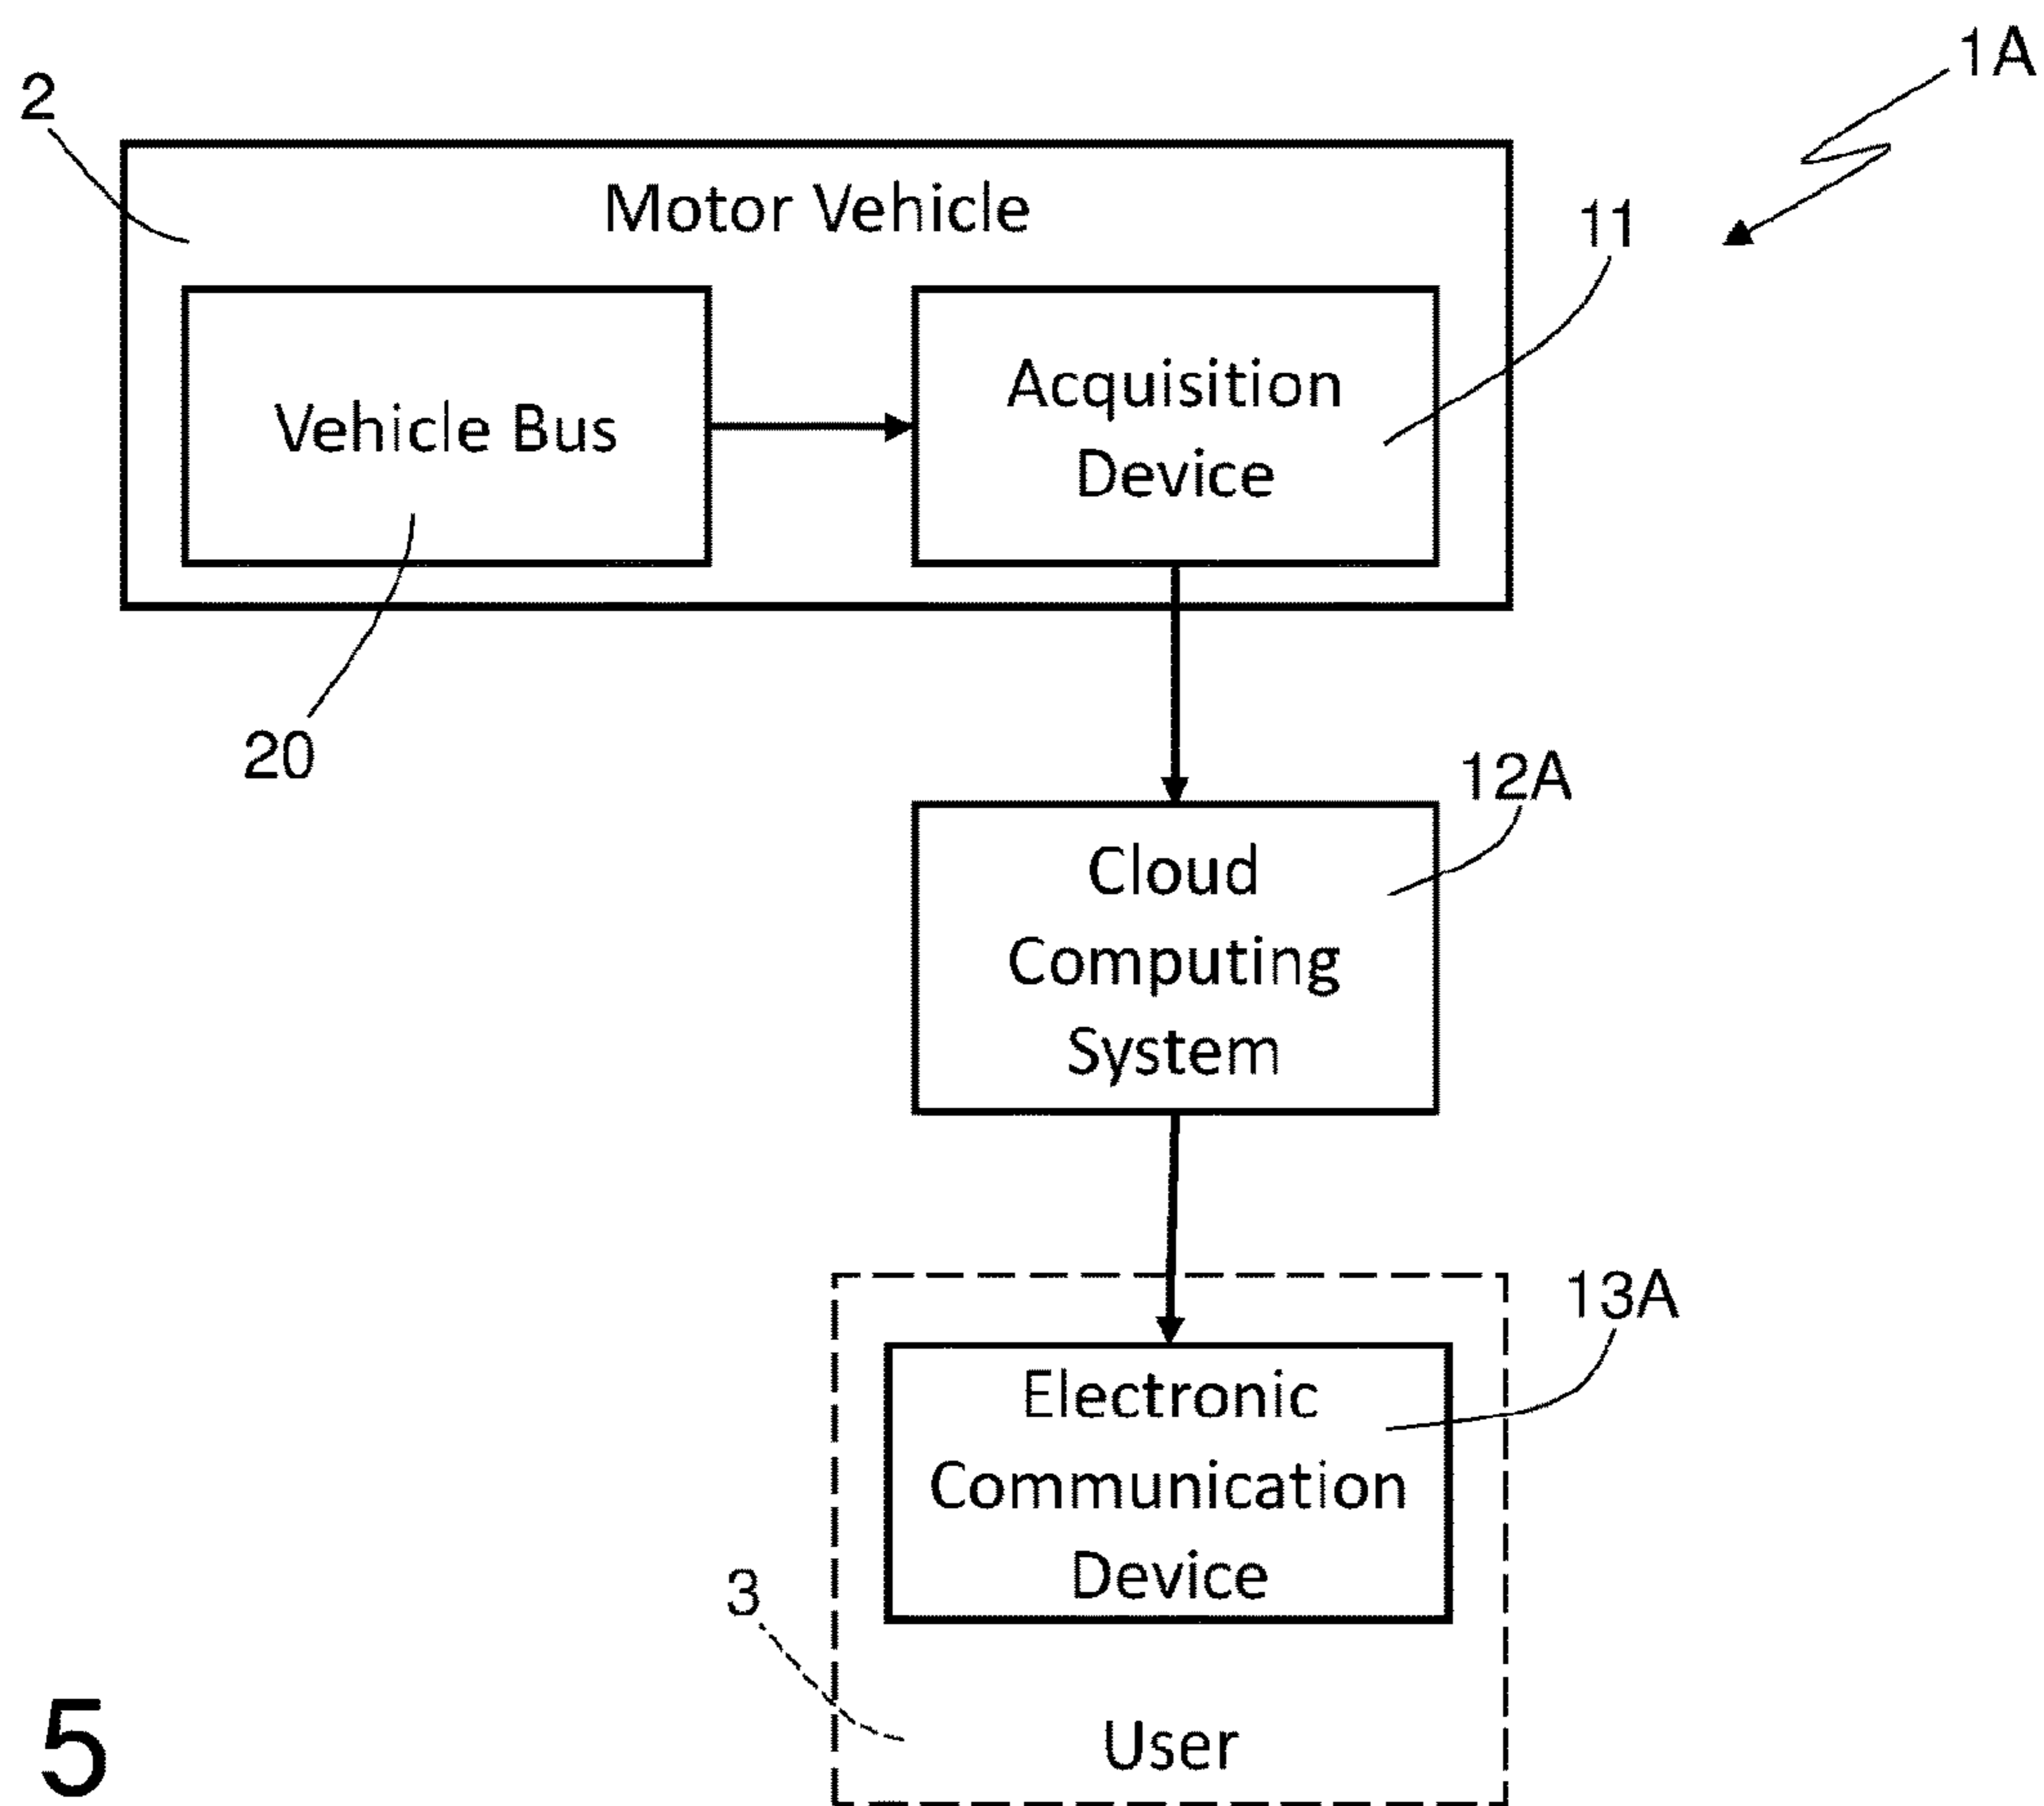 1A
2
Motor Vehicle
11
Vehicle Bus
Acquisition
Device
20
12A
Cloud
Computing
System
13A
Electronic
Communication
Device
3
User
5